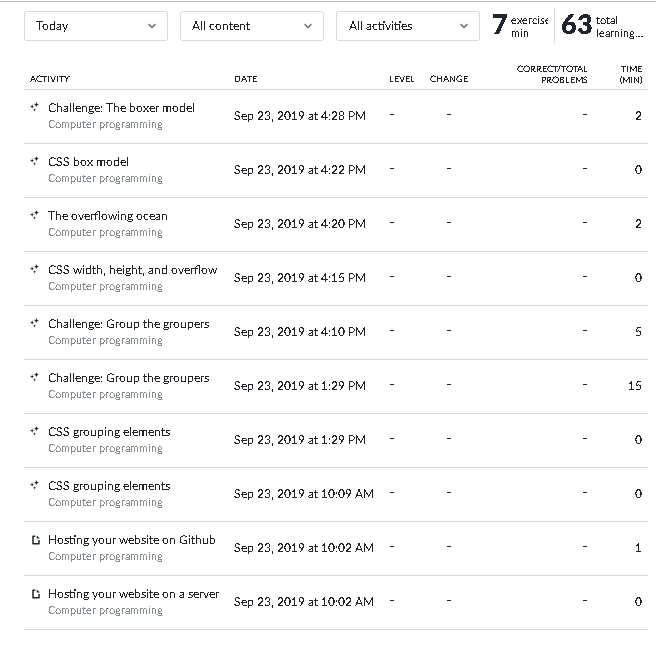 Today All content All activities 7 exercise min 63 total learning...
ACTIVITY DATE LEVEL CHANGE CORRECT/TOTAL PROBLEMS TIME (MIN)
Challenge: The boxer model Sep 23, 2019 at 4:28 PM - - - 2
Computer programming
CSS box model Sep 23, 2019 at 4:22 PM - - - 0
Computer programming
The overflowing ocean Sep 23, 2019 at 4:20 PM - - - 2
Computer programming
CSS width, height, and overflow Sep 23, 2019 at 4:15 PM - - - 0
Computer programming
Challenge: Group the groupers Sep 23, 2019 at 4:10 PM - - - 5
Computer programming
Challenge: Group the groupers Sep 23, 2019 at 1:29 PM - - - 15
Computer programming
CSS grouping elements Sep 23, 2019 at 1:29 PM - - - 0
Computer programming
CSS grouping elements Sep 23, 2019 at 10:09 AM - - - 0
Computer programming
Hosting your website on Github Sep 23, 2019 at 10:02 AM - - - 1
Computer programming
Hosting your website on a server Sep 23, 2019 at 10:02 AM - - - 0
Computer programming